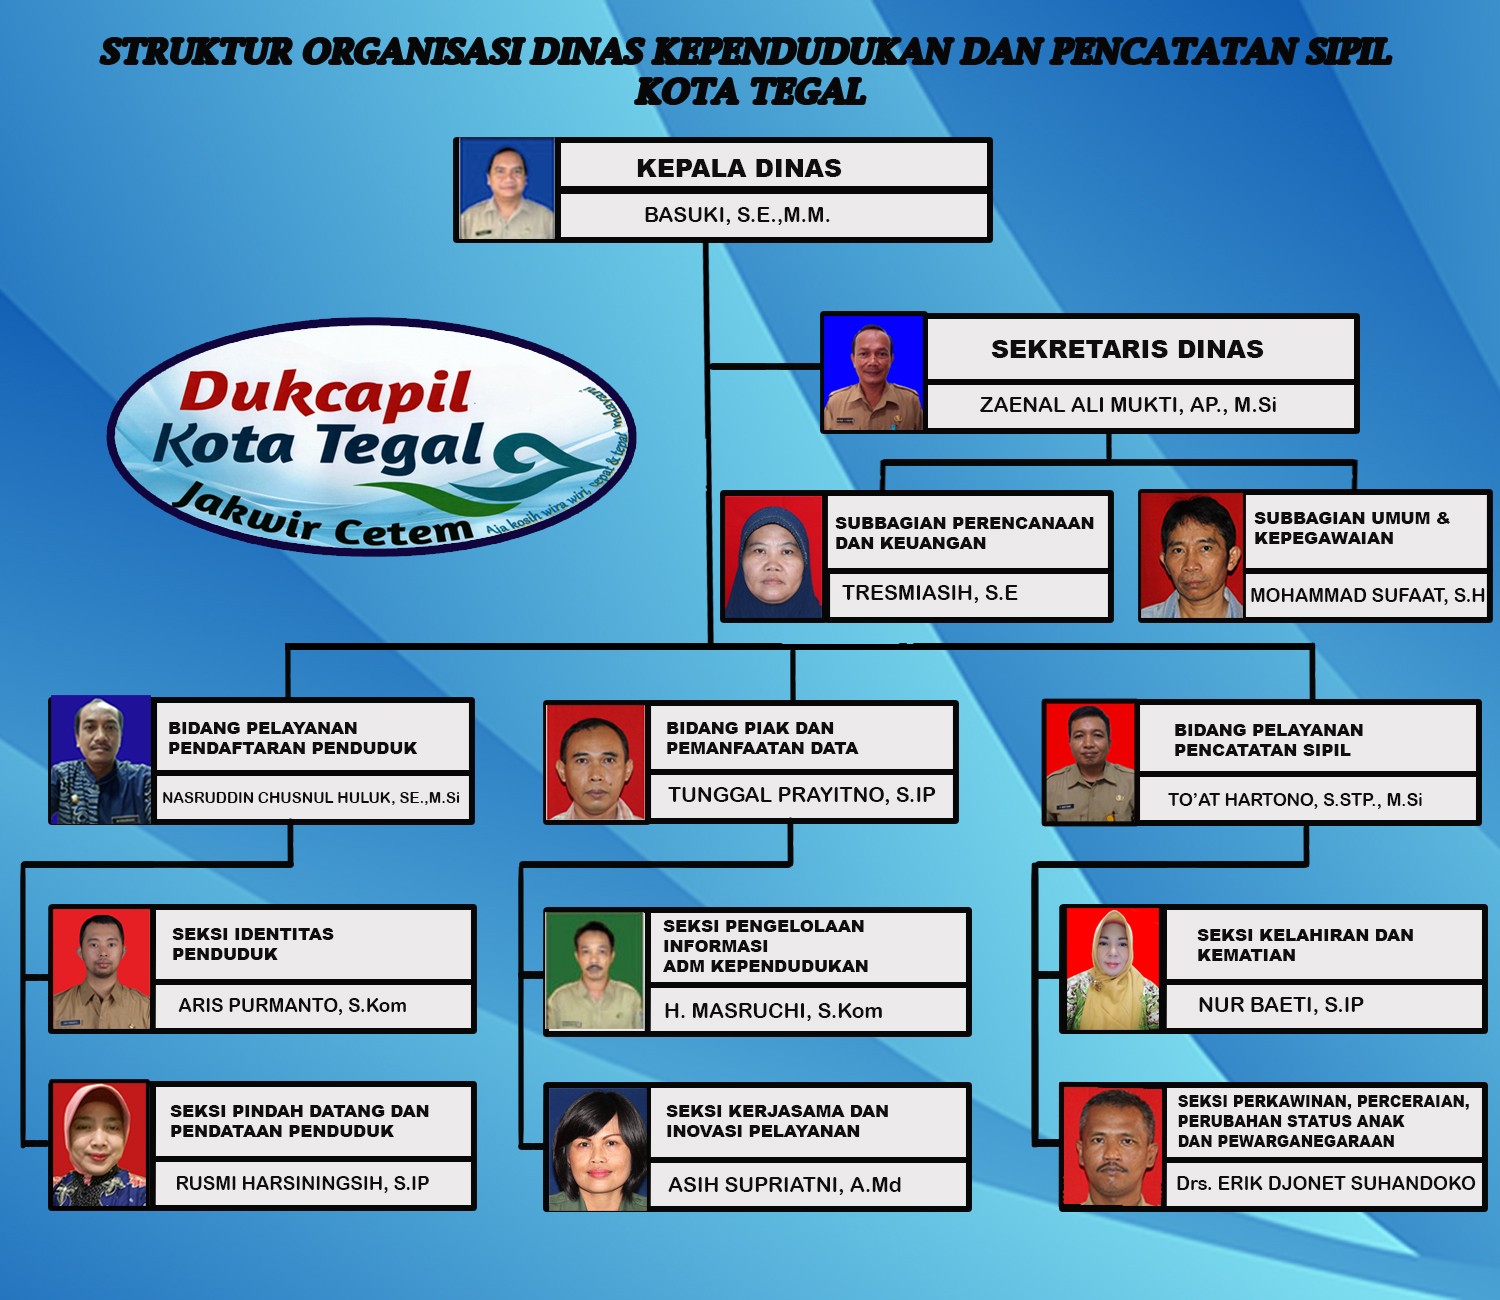 STRUKTUR ORGANISASI DINAS KEPENDUDUKAN DAN PENCATATAN SIPIL
KOTA TEGAL
KEPALA DINAS
BASUKI, S.E.,M.M.
SEKRETARIS DINAS
ZAENAL ALI MUKTI, AP., M.Si
Dukcapil
Kota Tegal
Jakwir Cetem
Aja kosih wira wiri, sepat & tepat melayani
SUBBAGIAN PERENCANAAN
DAN KEUANGAN
TRESMIASIH, S.E
SUBBAGIAN UMUM &
KEPEGAWAIAN
MOHAMMAD SUFAAT, S.H
BIDANG PELAYANAN
PENDAFTARAN PENDUDUK
NASRUDDIN CHUSNUL HULUK, SE.,M.Si
BIDANG PIAK DAN
PEMANFAATAN DATA
TUNGGAL PRAYITNO, S.IP
BIDANG PELAYANAN
PENCATATAN SIPIL
TO'AT HARTONO, S.STP., M.Si
SEKSI IDENTITAS
PENDUDUK
ARIS PURMANTO, S.Kom
SEKSI PENGELOLAAN
INFORMASI
ADM KEPENDUDUKAN
H. MASRUCHI, S.Kom
SEKSI KELAHIRAN DAN
KEMATIAN
NUR BAETI, S.IP
SEKSI PINDAH DATANG DAN
PENDATAAN PENDUDUK
RUSMI HARSININGSIH, S.IP
SEKSI KERJASAMA DAN
INOVASI PELAYANAN
ASIH SUPRIATNI, A.Md
SEKSI PERKAWINAN, PERCERAIAN,
PERUBAHAN STATUS ANAK
DAN PEWARGANEGARAAN
Drs. ERIK DJONET SUHANDOKO